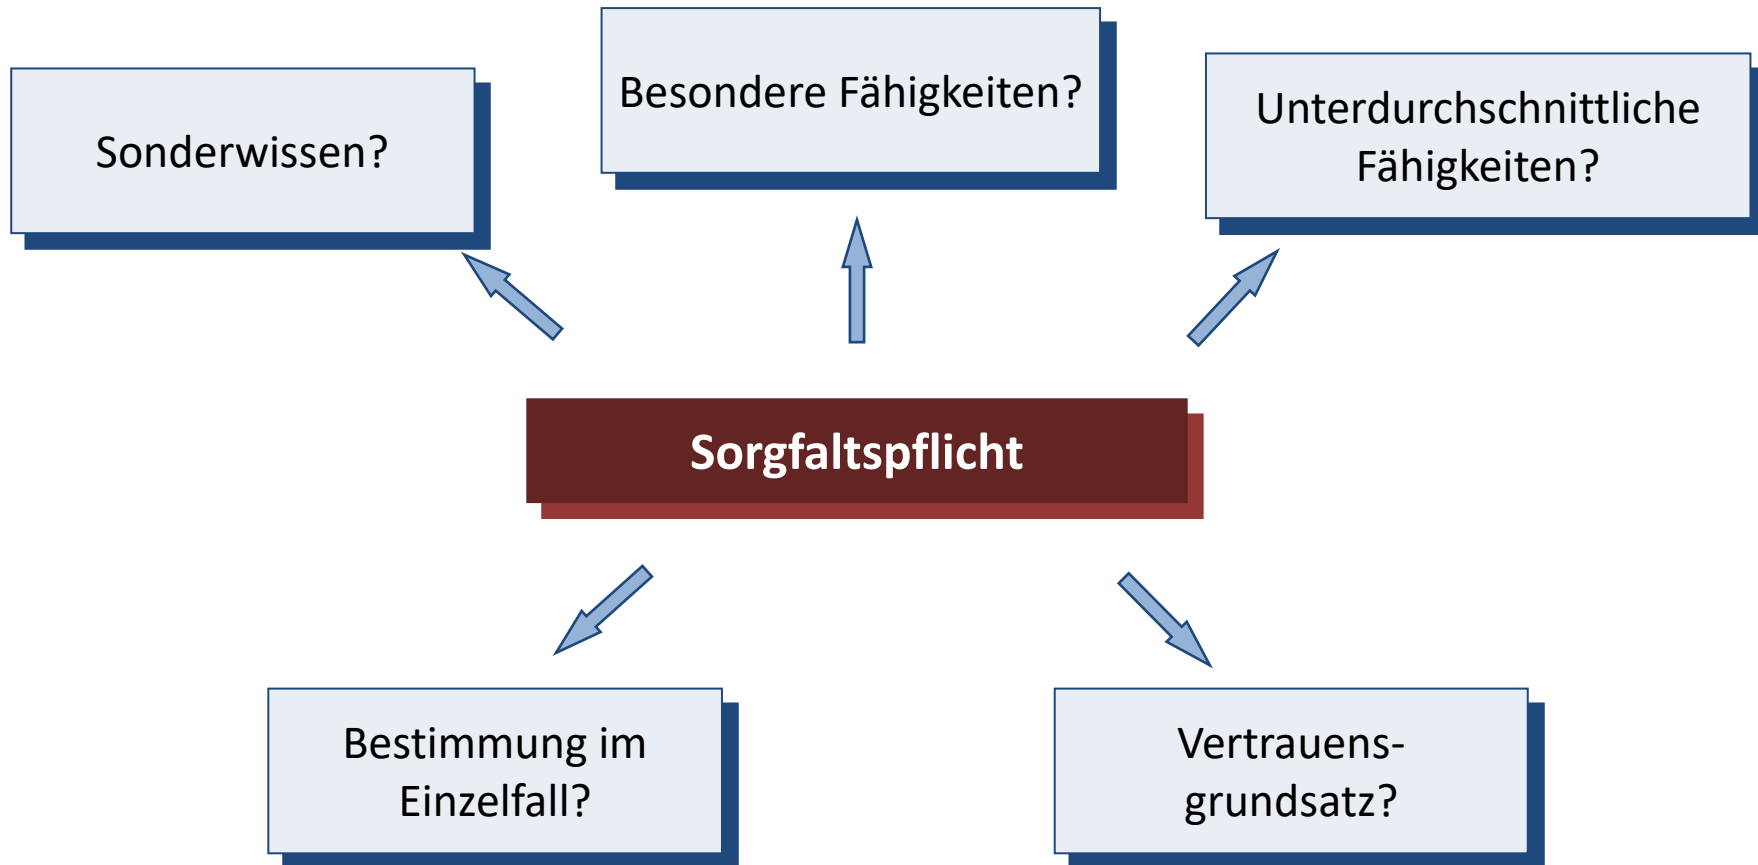 Sonderwissen?
Besondere Fähigkeiten?
Unterdurchschnittliche
Fähigkeiten?
Sorgfaltspflicht
Bestimmung im
Einzelfall?
Vertrauens-
grundsatz?